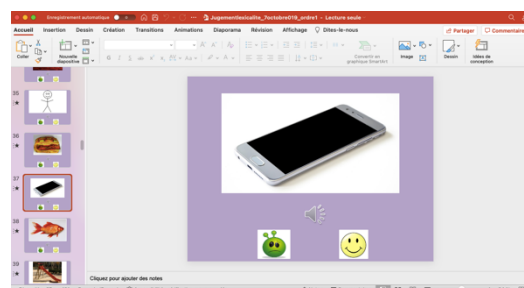 Enregistrement automatique
JugementLexicalite_7octobre019_ordre1 - Lecture seule
Accueil Insertion Dessin Création Transitions Animations Diaporama Révision Affichage Dites-le-nous
Partager Commentaires
Coller
Nouvelle diapositive
Convertir en graphique SmartArt
Image
Dessin
Idées de conception
35
36
37
38
39
Cliquez pour ajouter des notes